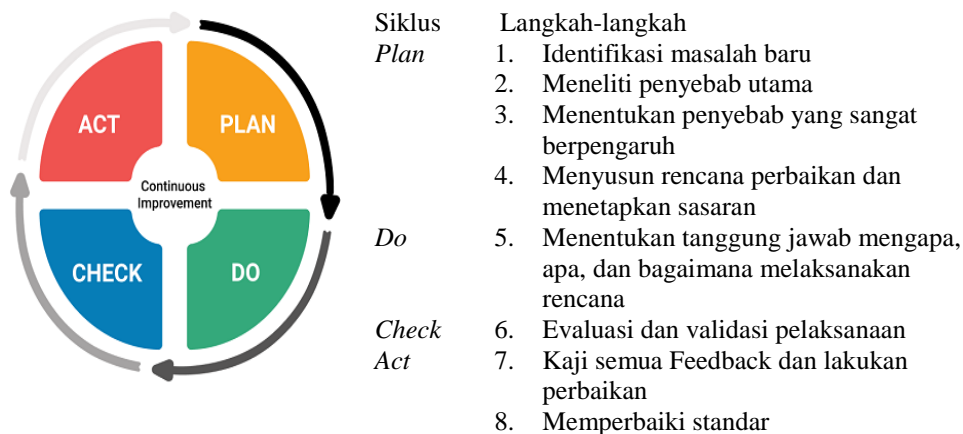 ACT
PLAN
Continuous
Improvement
CHECK
DO
Siklus Langkah-langkah
Plan 1. Identifikasi masalah baru
2. Meneliti penyebab utama
3. Menentukan penyebab yang sangat
berpengaruh
4. Menyusun rencana perbaikan dan
menetapkan sasaran
Do 5. Menentukan tanggung jawab mengapa,
apa, dan bagaimana melaksanakan
rencana
Check 6. Evaluasi dan validasi pelaksanaan
Act 7. Kaji semua Feedback dan lakukan
perbaikan
8. Memperbaiki standar